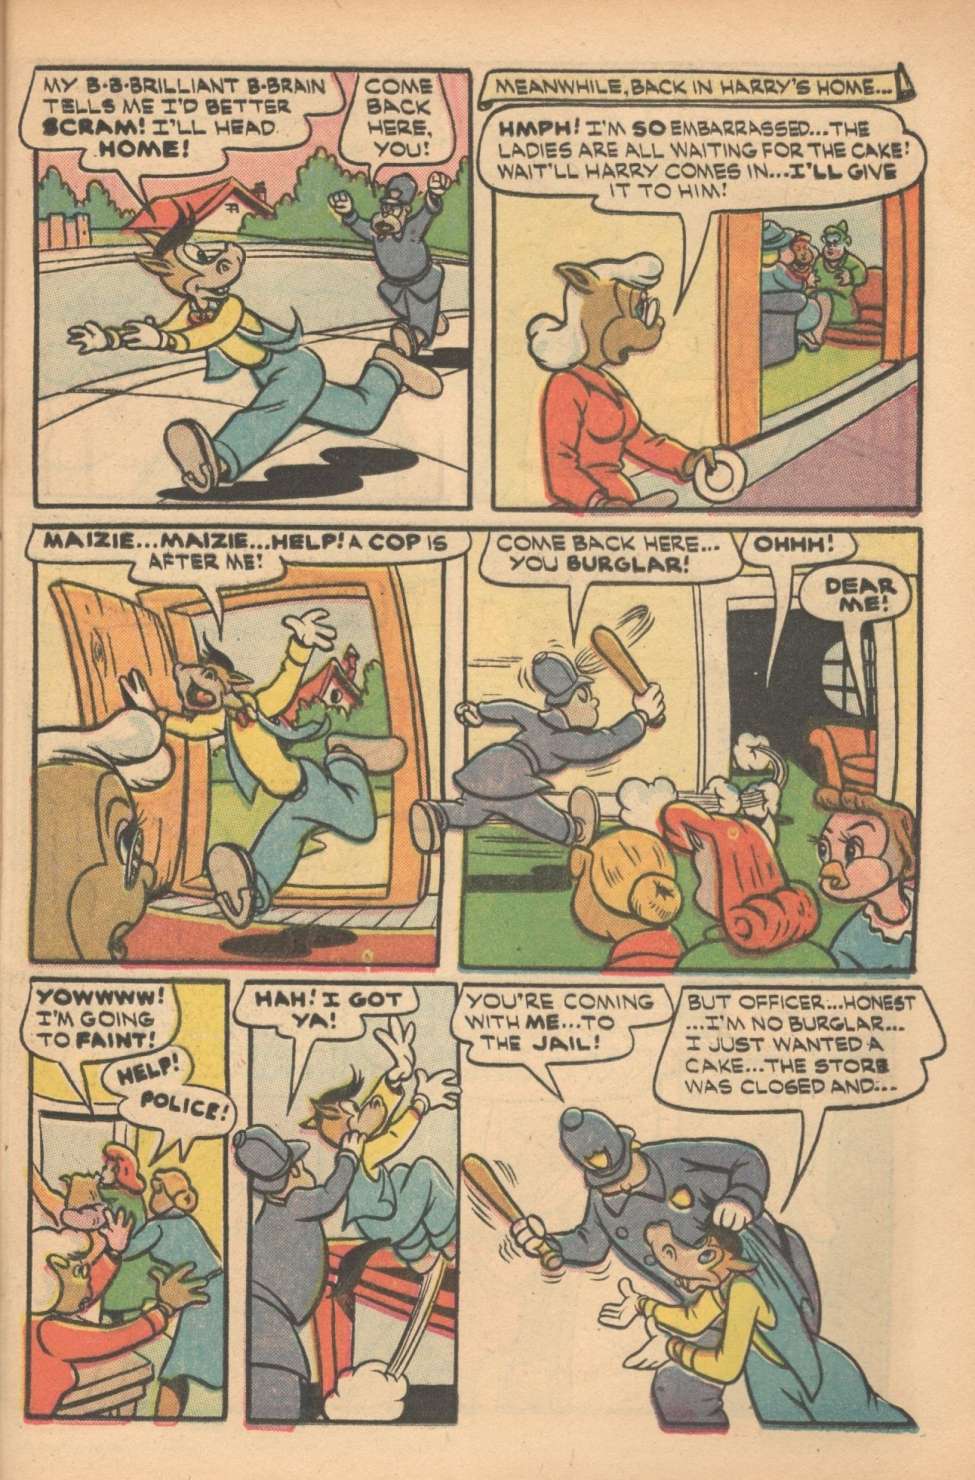 MY B-B-BRILLIANT B-BRAIN
TELLS ME I'D BETTER
SCRAM! I'LL HEAD
HOME!
COME
BACK
HERE,
YOU!
MEANWHILE, BACK IN HARRY'S HOME...
HMPH! I'M SO EMBARRASSED...THE
LADIES ARE ALL WAITING FOR THE CAKE!
WAIT'LL HARRY COMES IN...I'LL GIVE
IT TO HIM!
MAIZIE...MAIZIE...HELP! A COP IS
AFTER ME!
COME BACK HERE...
YOU BURGLAR!
OHHH!
DEAR
ME!
YOWWWW!
I'M GOING
TO FAINT!
HELP!
POLICE!
HAH! I GOT
YA!
YOU'RE COMING
WITH ME...TO
THE JAIL!
BUT OFFICER...HONEST
...I'M NO BURGLAR...
I JUST WANTED A
CAKE...THE STORE
WAS CLOSED AND...